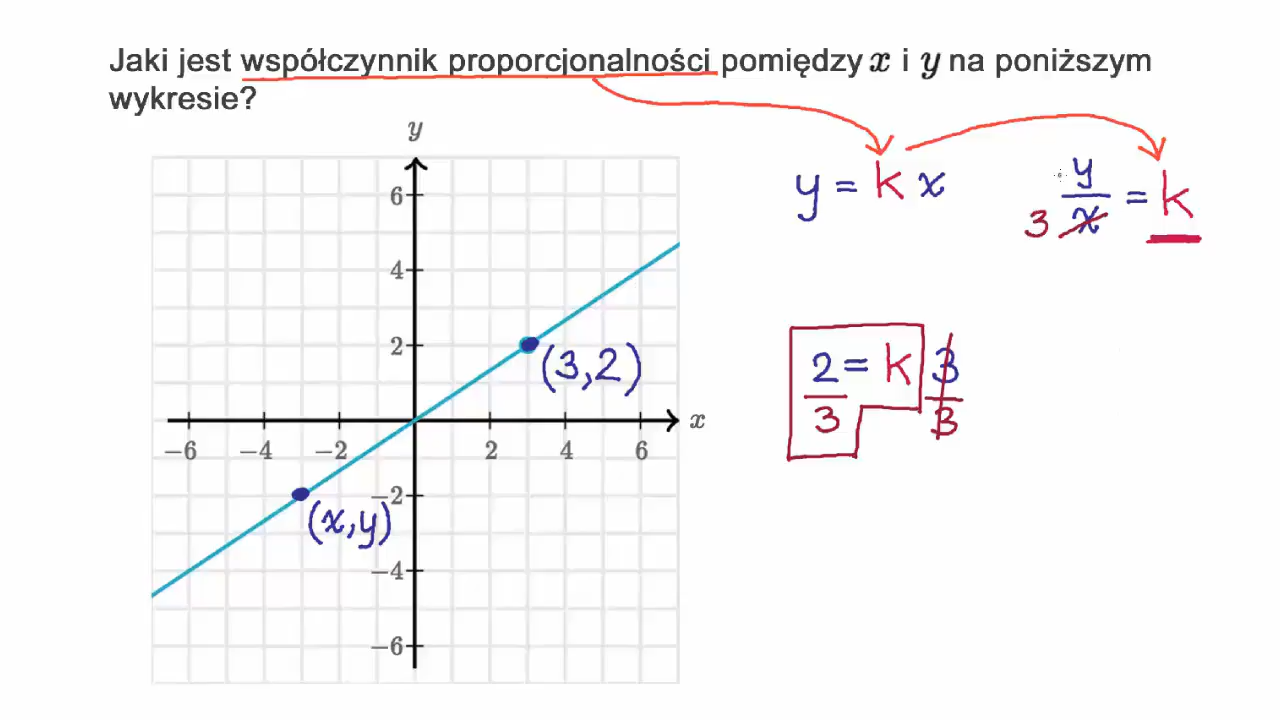 Jaki jest współczynnik proporcjonalności pomiędzy x i y na poniższym
wykresie?
y
6
4
2
−2
−4
−6
−6 −4 −2 2 4 6
x
(3,2)
(x,y)
y = k x
y
3 x = k
2 = k 3
3 3